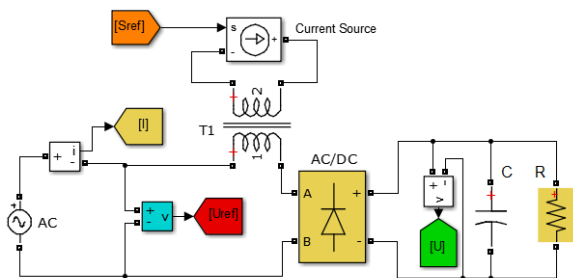 [Sref]
s
+
-
Current Source
2
T1
1
[I]
i
+
-
AC
+
+
-
v
[Uref]
AC/DC
A
+
B
-
+
-
v
[U]
C
+
R
+